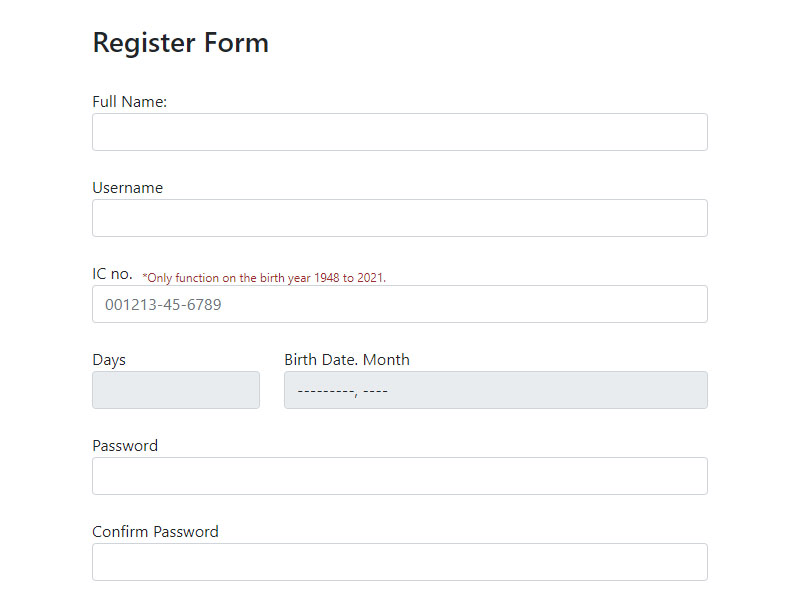 Register Form
Full Name:
Username
IC no. *Only function on the birth year 1948 to 2021.
001213-45-6789
Days Birth Date. Month
---------, ----
Password
Confirm Password